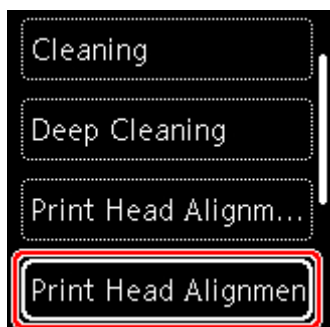 Cleaning
Deep Cleaning
Print Head Alignm...
Print Head Alignmen